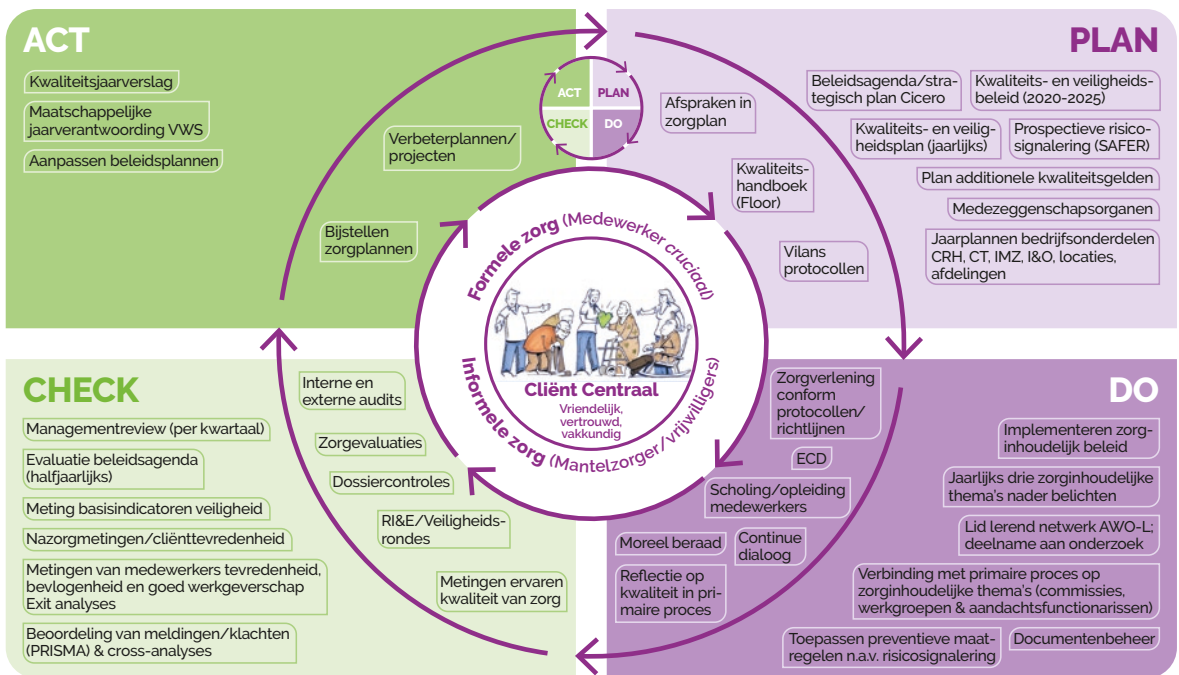 ACT
Kwaliteitsjaarverslag
Maatschappelijke
jaarverantwoording VWS
Aanpassen beleidsplannen
Verbeterplannen/
projecten
Bijstellen
zorgplannen
ACT
PLAN
CHECK
DO
PLAN
Afspraken in
zorgplan
Kwaliteits-
handboek
(Floor)
Vilans
protocollen
Beleidsagenda/stra-
tegisch plan Cicero
Kwaliteits- en veiligheids-
beleid (2020-2025)
Kwaliteits- en veilig-
heidsplan (jaarlijks)
Prospectieve risico-
signalering (SAFER)
Plan additionele kwaliteitsgelden
Medezeggenschapsorganen
Jaarplannen bedrijfsonderdelen
CRH, CT, IMZ, I&O, locaties,
afdelingen
Formele zorg (Medewerker cruciaal)
Cliënt Centraal
Vriendelijk,
vertrouwd,
vakkundig
Informele zorg (Mantelzorger/vrijwilligers)
CHECK
Managementreview (per kwartaal)
Evaluatie beleidsagenda
(halfjaarlijks)
Meting basisindicatoren veiligheid
Nazorgmetingen/cliënttevredenheid
Metingen van medewerkers tevredenheid,
bevlogenheid en goed werkgeverschap
Exit analyses
Beoordeling van meldingen/klachten
(PRISMA) & cross-analyses
Interne en
externe audits
Zorgevaluaties
Dossiercontroles
RI&E/Veiligheids-
rondes
Metingen ervaren
kwaliteit van zorg
DO
Zorgverlening
conform
protocollen/
richtlijnen
ECD
Scholing/opleiding
medewerkers
Moreel beraad
Continue
dialoog
Reflectie op
kwaliteit in pri-
maire proces
Implementeren zorg-
inhoudelijk beleid
Jaarlijks drie zorginhoudelijke
thema's nader belichten
Lid lerend netwerk AWO-L;
deelname aan onderzoek
Verbinding met primaire proces op
zorginhoudelijke thema's (commissies,
werkgroepen & aandachtsfunctionarissen)
Toepassen preventieve maat-
regelen n.a.v. risicosignalering
Documentenbeheer